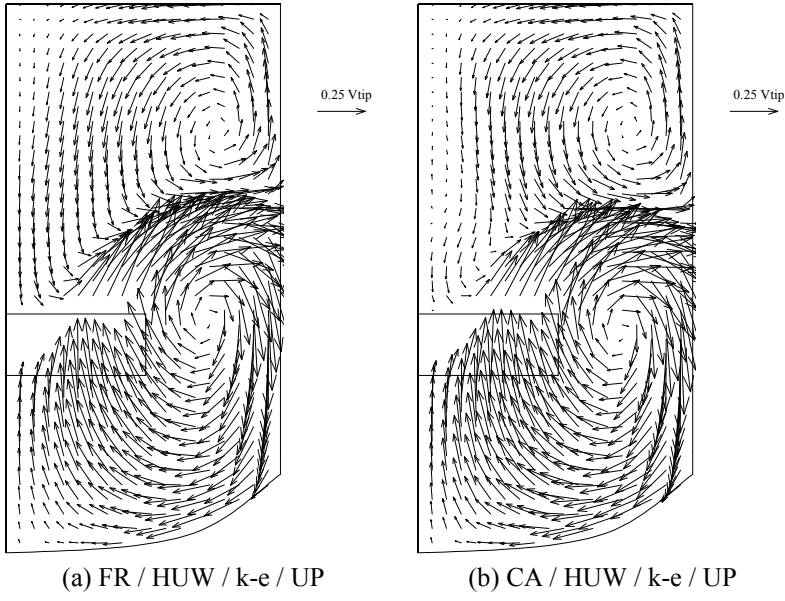 0.25 Vtip
0.25 Vtip
(a) FR / HUW / k-e / UP
(b) CA / HUW / k-e / UP